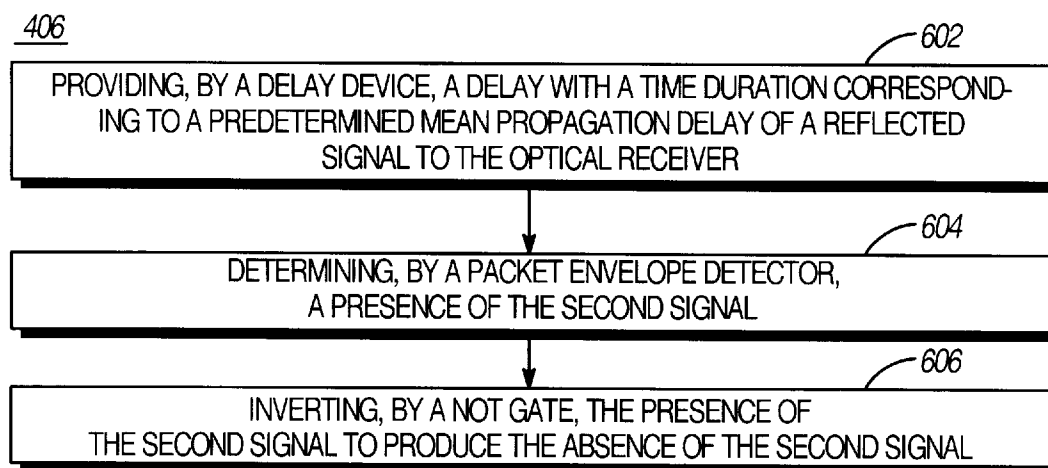 406
602
PROVIDING, BY A DELAY DEVICE, A DELAY WITH A TIME DURATION CORRESPOND-
ING TO A PREDETERMINED MEAN PROPAGATION DELAY OF A REFLECTED
SIGNAL TO THE OPTICAL RECEIVER
604
DETERMINING, BY A PACKET ENVELOPE DETECTOR,
A PRESENCE OF THE SECOND SIGNAL
606
INVERTING, BY A NOT GATE, THE PRESENCE OF
THE SECOND SIGNAL TO PRODUCE THE ABSENCE OF THE SECOND SIGNAL